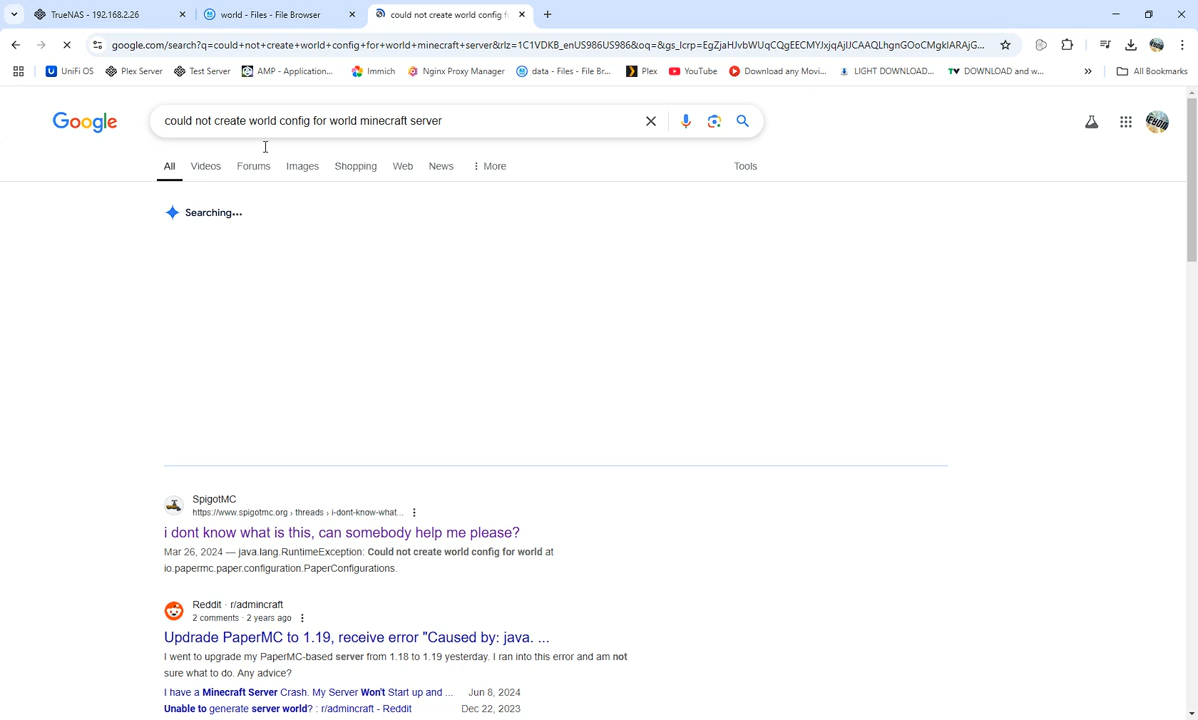 TrueNAS - 192.168.2.26
world - Files - File Browser
could not create world config fo
google.com/search?q=could+not+create+world+config+for+world+minecraft+server&rlz=1C1VDKB_enUS986US986&oq=&gs_lcrp=EgZjaHJvbWUqCQgEECMYJxjqAjIJCAAQLhgnGOoCMgkIARAjG...
UniFi OS
Plex Server
Test Server
AMP - Application...
Immich
Nginx Proxy Manager
data - Files - File Br...
Plex
YouTube
Download any Movi...
LIGHT DOWNLOAD...
DOWNLOAD and w...
All Bookmarks
Google
could not create world config for world minecraft server
All
Videos
Forums
Images
Shopping
Web
News
More
Tools
Searching...
SpigotMC
https://www.spigotmc.org › threads › i-dont-know-what...
i dont know what is this, can somebody help me please?
Mar 26, 2024 — java.lang.RuntimeException: Could not create world config for world at
io.papermc.paper.configuration.PaperConfigurations.
Reddit · r/admincraft
2 comments · 2 years ago
Upgrade PaperMC to 1.19, receive error "Caused by: java. ...
I went to upgrade my PaperMC-based server from 1.18 to 1.19 yesterday. I ran into this error and am not
sure what to do. Any advice?
I have a Minecraft Server Crash. My Server Won't Start up and ...
Jun 8, 2024
Unable to generate server world? : r/admincraft - Reddit
Dec 22, 2023